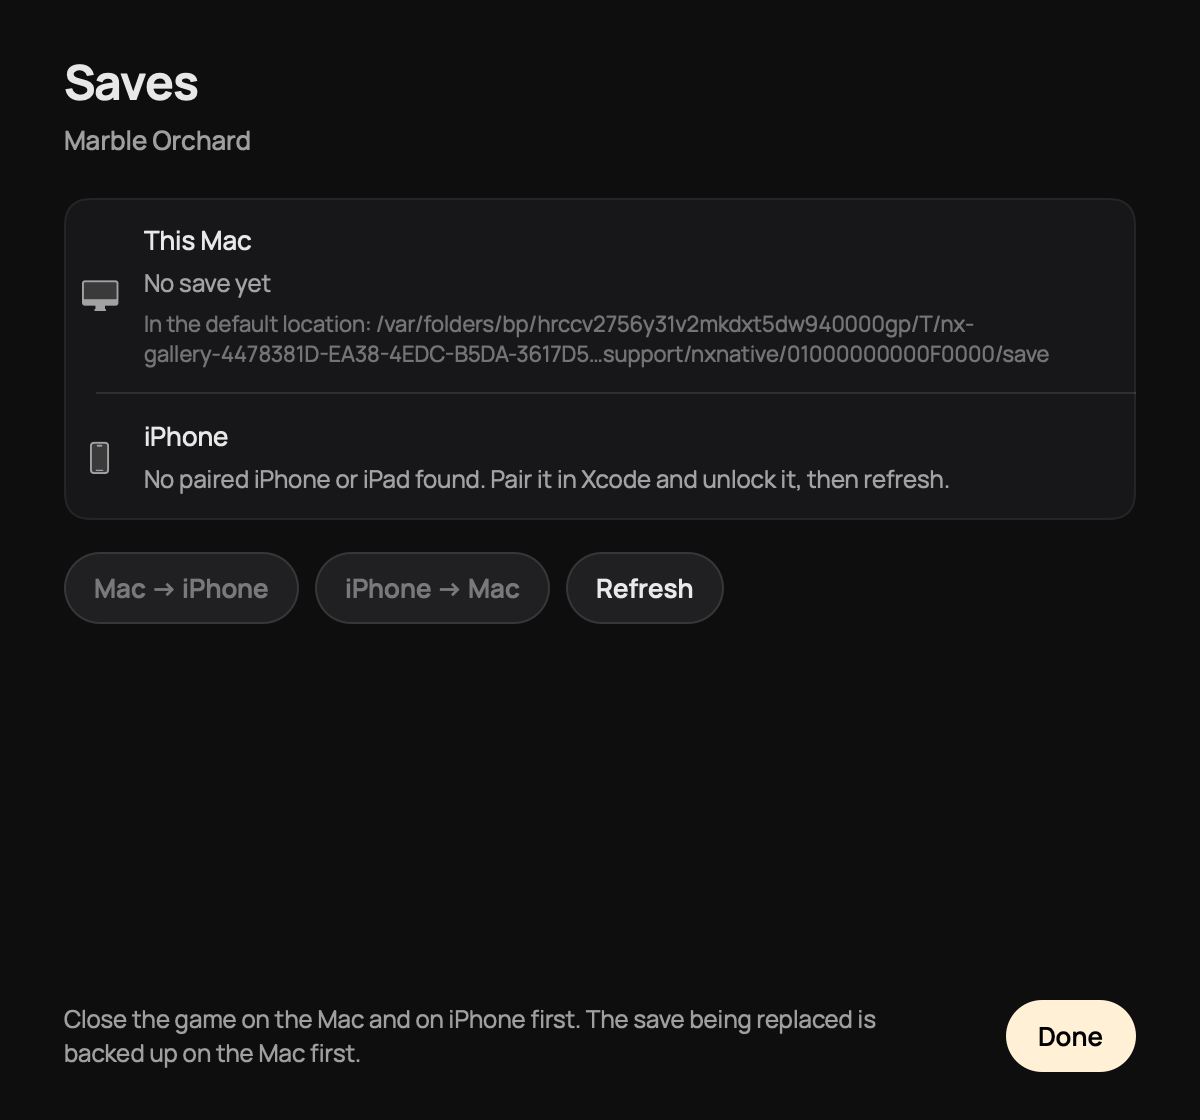 Saves
Marble Orchard
This Mac
No save yet
In the default location: /var/folders/bp/hrccv2756y31v2mkdxt5dw940000gp/T/nx-
gallery-4478381D-EA38-4EDC-B5DA-3617D5…support/nxnative/01000000000F0000/save
iPhone
No paired iPhone or iPad found. Pair it in Xcode and unlock it, then refresh.
Mac → iPhone
iPhone → Mac
Refresh
Close the game on the Mac and on iPhone first. The save being replaced is
backed up on the Mac first.
Done